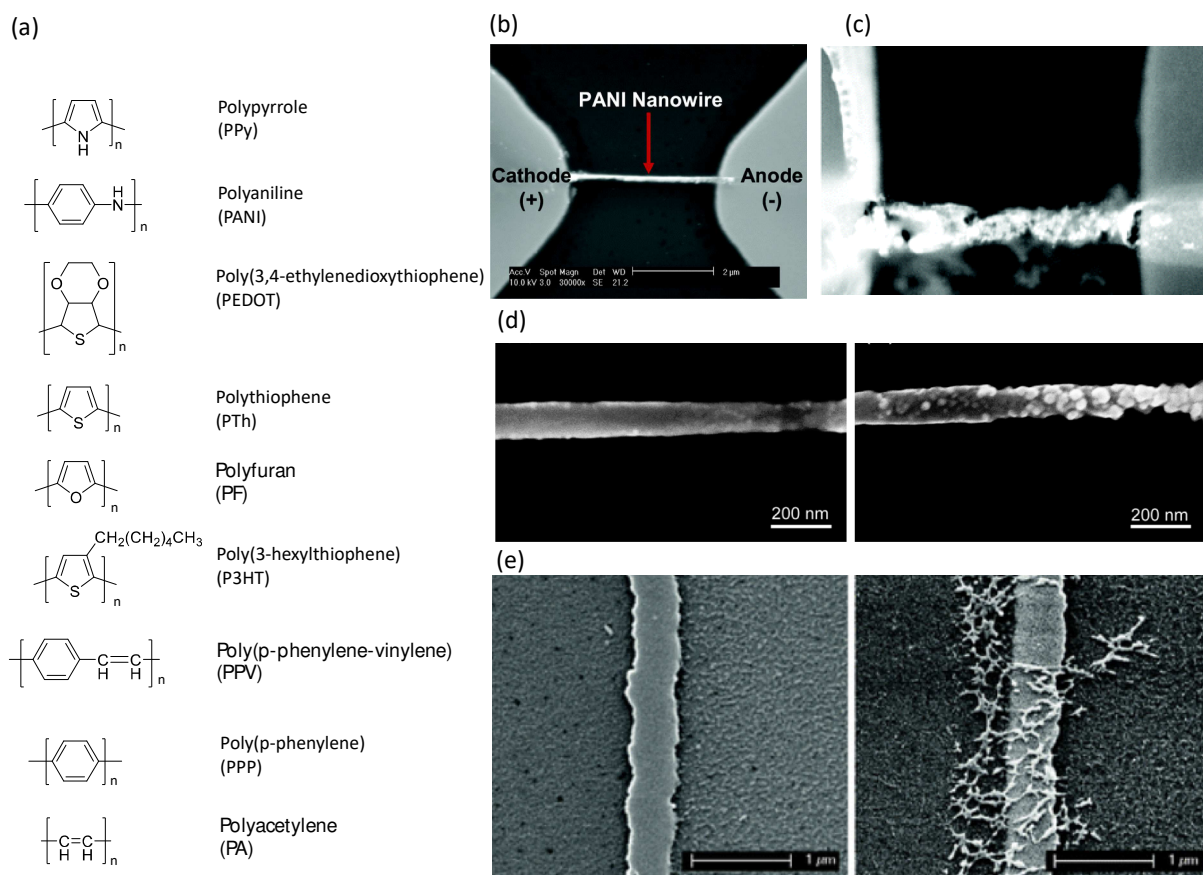 (a)
N
H
n
Polypyrrole
(PPy)
H
N
n
Polyaniline
(PANI)
O O
S
n
Poly(3,4-ethylenedioxythiophene)
(PEDOT)
S
n
Polythiophene
(PTh)
O
n
Polyfuran
(PF)
CH2(CH2)4CH3
S
n
Poly(3-hexylthiophene)
(P3HT)
C C
H H
n
Poly(p-phenylene-vinylene)
(PPV)
n
Poly(p-phenylene)
(PPP)
C C
H H
n
Polyacetylene
(PA)
(b)
PANI Nanowire
Cathode
(+)
Anode
(-)
Acc.V Spot Magn Det WD
10.0 kV 3.0 30000x SE 21.2
2 μm
(c)
(d)
200 nm
200 nm
(e)
1 μm
1 μm